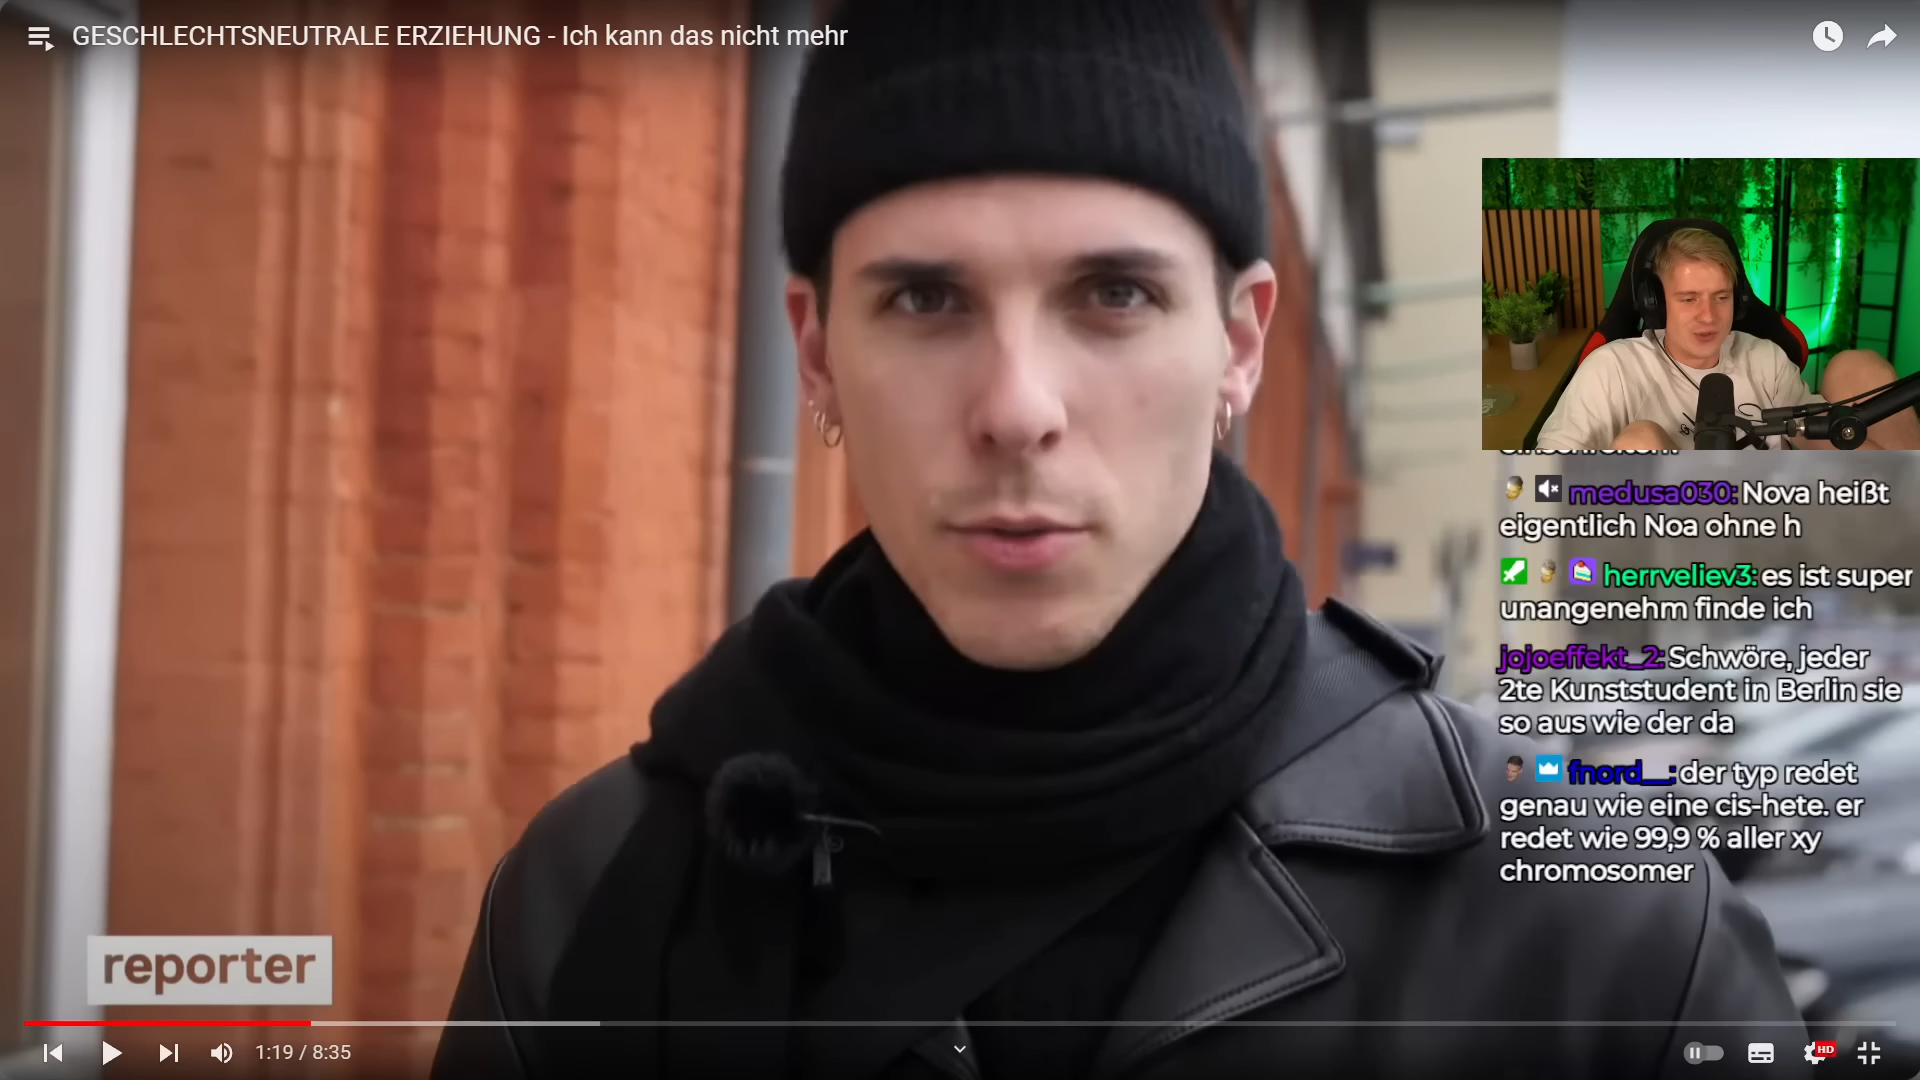 GESCHLECHTSNEUTRALE ERZIEHUNG - Ich kann das nicht mehr
medusa030: Nova heißt
eigentlich Noa ohne h
herrveliev3: es ist super
unangenehm finde ich
jojoeffekt_2: Schwöre, jeder
2te Kunststudent in Berlin sie
so aus wie der da
fnord__: der typ redet
genau wie eine cis-hete. er
redet wie 99,9 % aller xy
chromosomer
reporter
1:19 / 8:35
HD